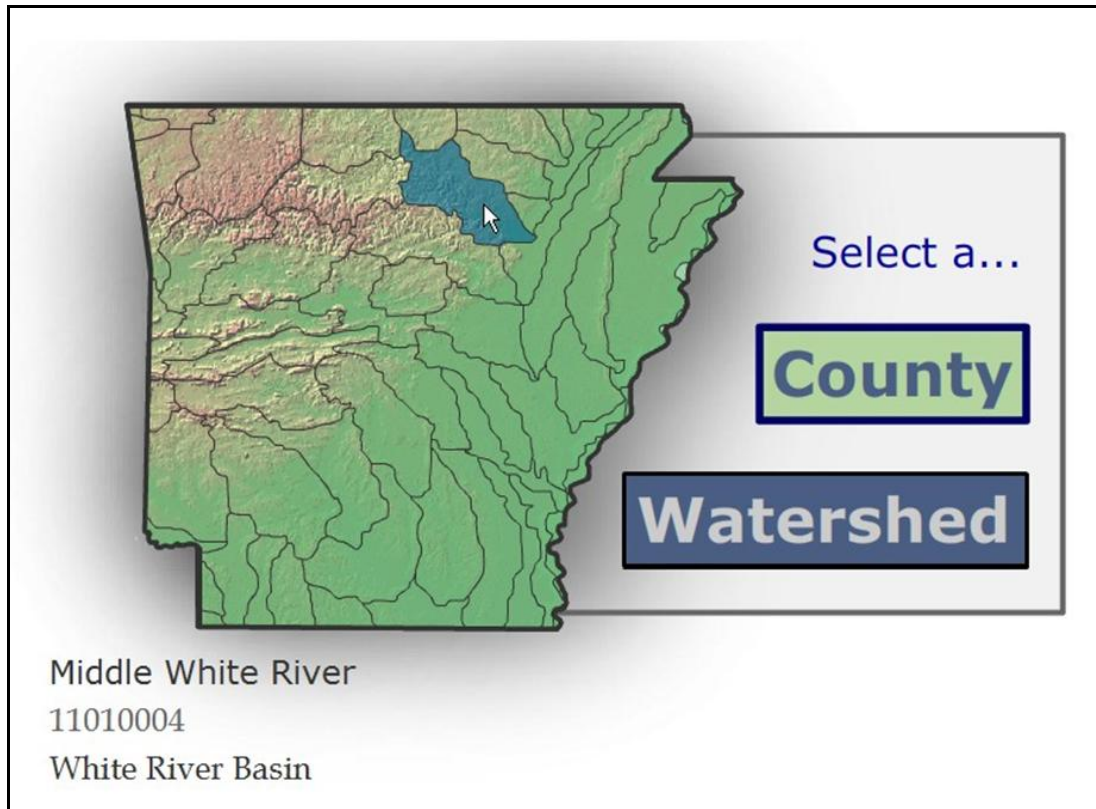 Select a...
County
Watershed
Middle White River
11010004
White River Basin